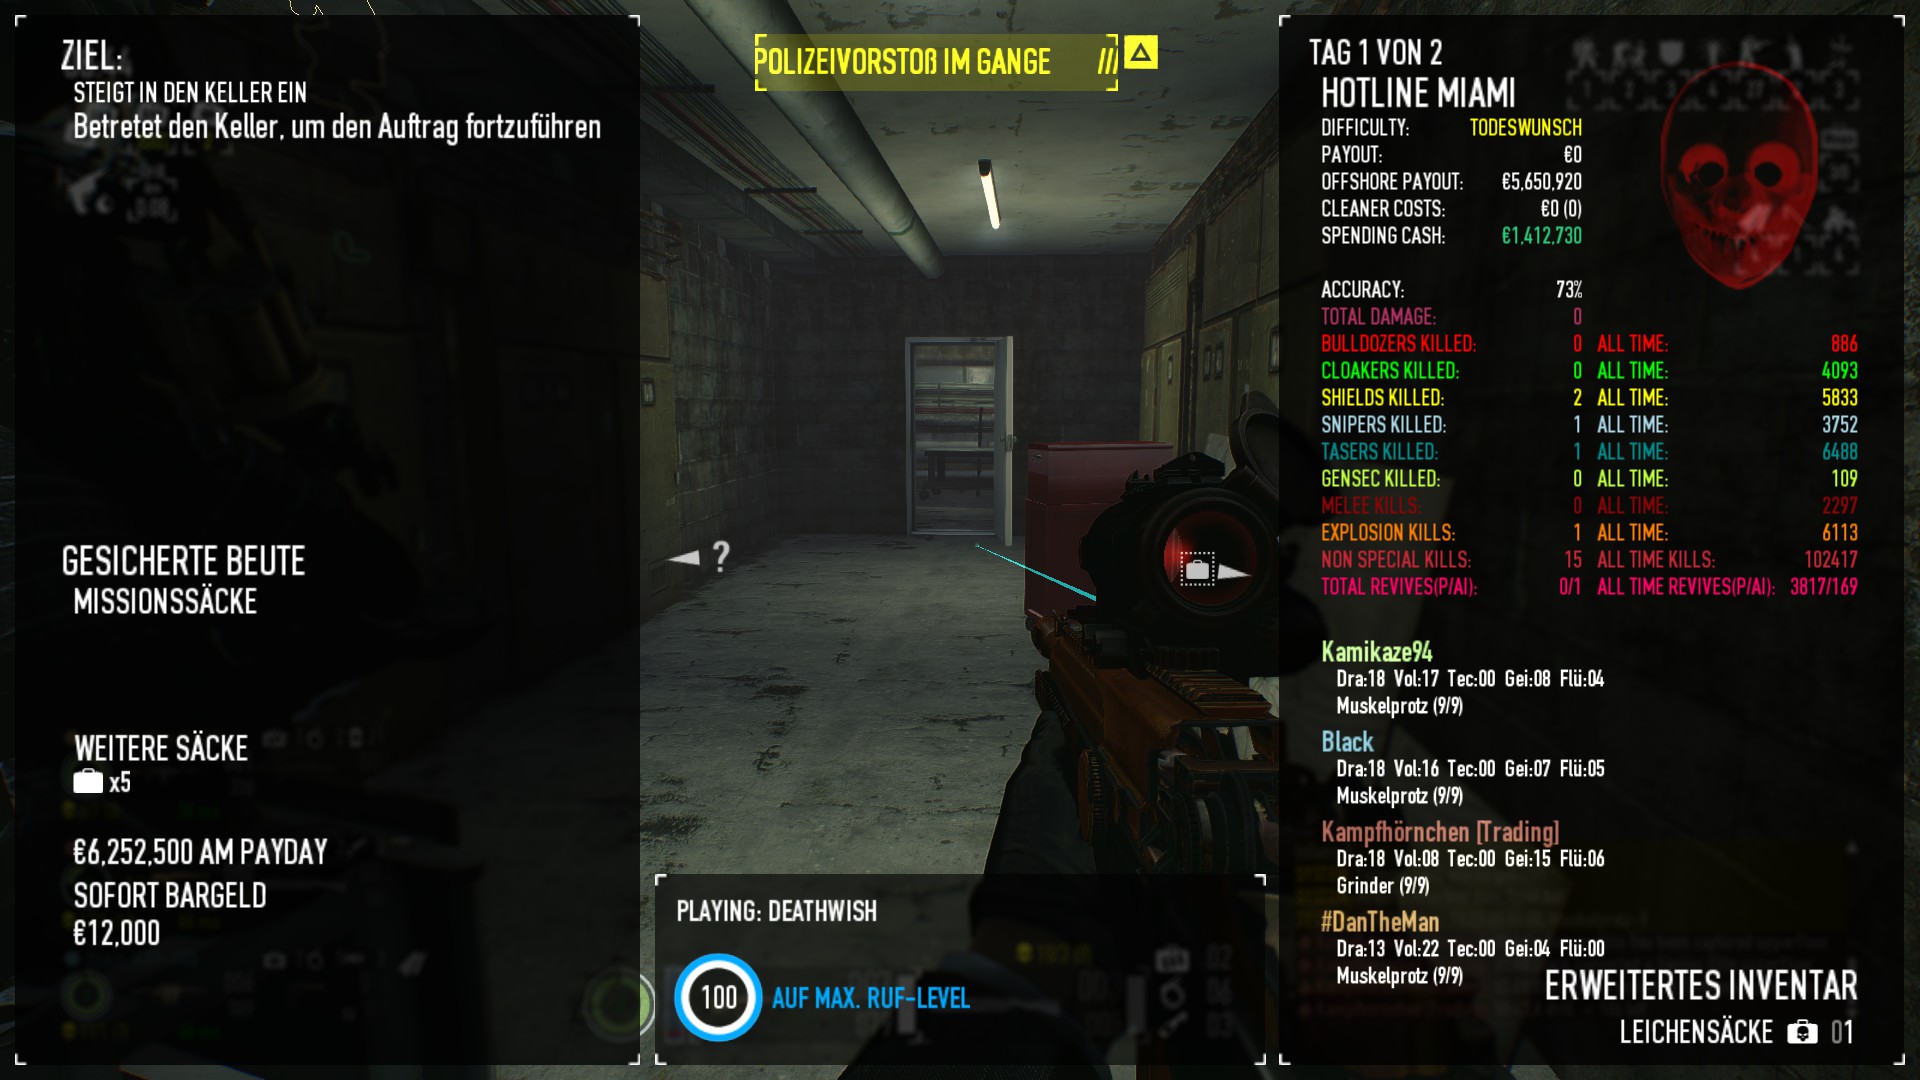 ZIEL:
STEIGT IN DEN KELLER EIN
Betretet den Keller, um den Auftrag fortzuführen
GESICHERTE BEUTE
MISSIONSSÄCKE
WEITERE SÄCKE
x5
€6,252,500 AM PAYDAY
SOFORT BARGELD
€12,000
POLIZEIVORSTOß IM GANGE ///
?
PLAYING: DEATHWISH
100 AUF MAX. RUF-LEVEL
TAG 1 VON 2
HOTLINE MIAMI
DIFFICULTY: TODESWUNSCH
PAYOUT: €0
OFFSHORE PAYOUT: €5,650,920
CLEANER COSTS: €0 (0)
SPENDING CASH: €1,412,730
ACCURACY: 73%
TOTAL DAMAGE: 0
BULLDOZERS KILLED: 0 ALL TIME: 886
CLOAKERS KILLED: 0 ALL TIME: 4093
SHIELDS KILLED: 2 ALL TIME: 5833
SNIPERS KILLED: 1 ALL TIME: 3752
TASERS KILLED: 1 ALL TIME: 6488
GENSEC KILLED: 0 ALL TIME: 109
MELEE KILLS: 0 ALL TIME: 2297
EXPLOSION KILLS: 1 ALL TIME: 6113
NON SPECIAL KILLS: 15 ALL TIME KILLS: 102417
TOTAL REVIVES(P/AI): 0/1 ALL TIME REVIVES(P/AI): 3817/169
Kamikaze94
Dra:18 Vol:17 Tec:00 Gei:08 Flü:04
Muskelprotz (9/9)
Black
Dra:18 Vol:16 Tec:00 Gei:07 Flü:05
Muskelprotz (9/9)
Kampfhörnchen [Trading]
Dra:18 Vol:08 Tec:00 Gei:15 Flü:06
Grinder (9/9)
#DanTheMan
Dra:13 Vol:22 Tec:00 Gei:04 Flü:00
Muskelprotz (9/9)
ERWEITERTES INVENTAR
LEICHENSÄCKE 01